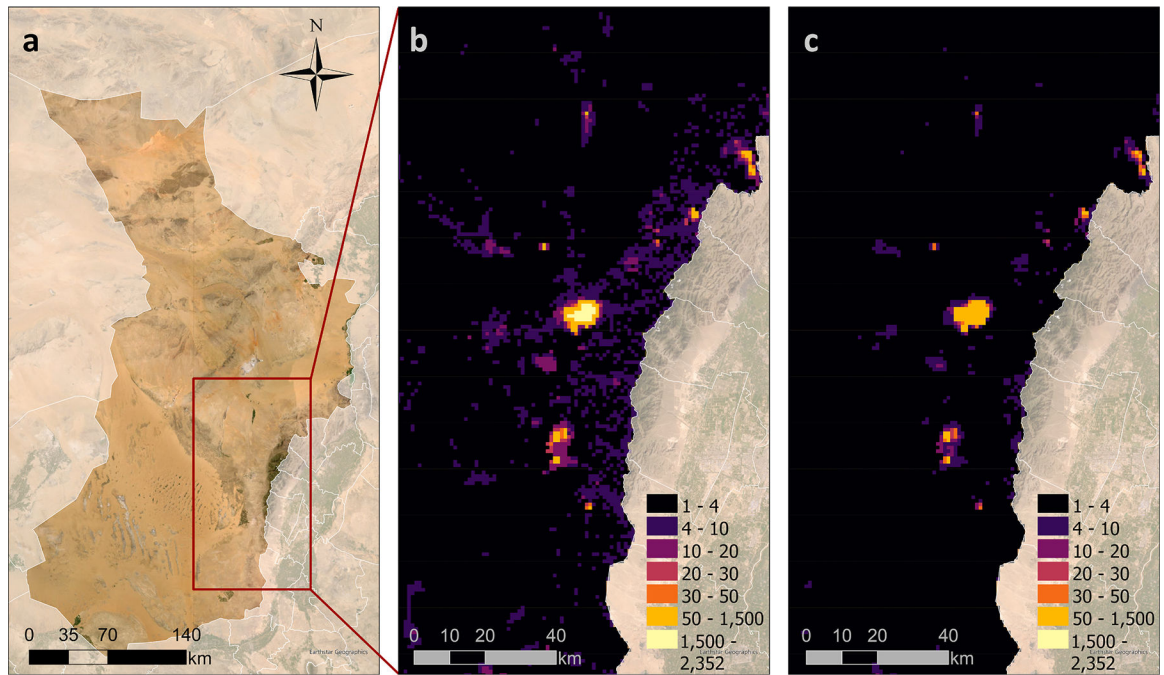 a
N
0 35 70 140
km
Earthstar Geographics
b
1 - 4
4 - 10
10 - 20
20 - 30
30 - 50
50 - 1,500
1,500 -
2,352
0 10 20 40
km
Earthstar Geographics
c
1 - 4
4 - 10
10 - 20
20 - 30
30 - 50
50 - 1,500
1,500 -
2,352
0 10 20 40
km
Earthstar Geographics